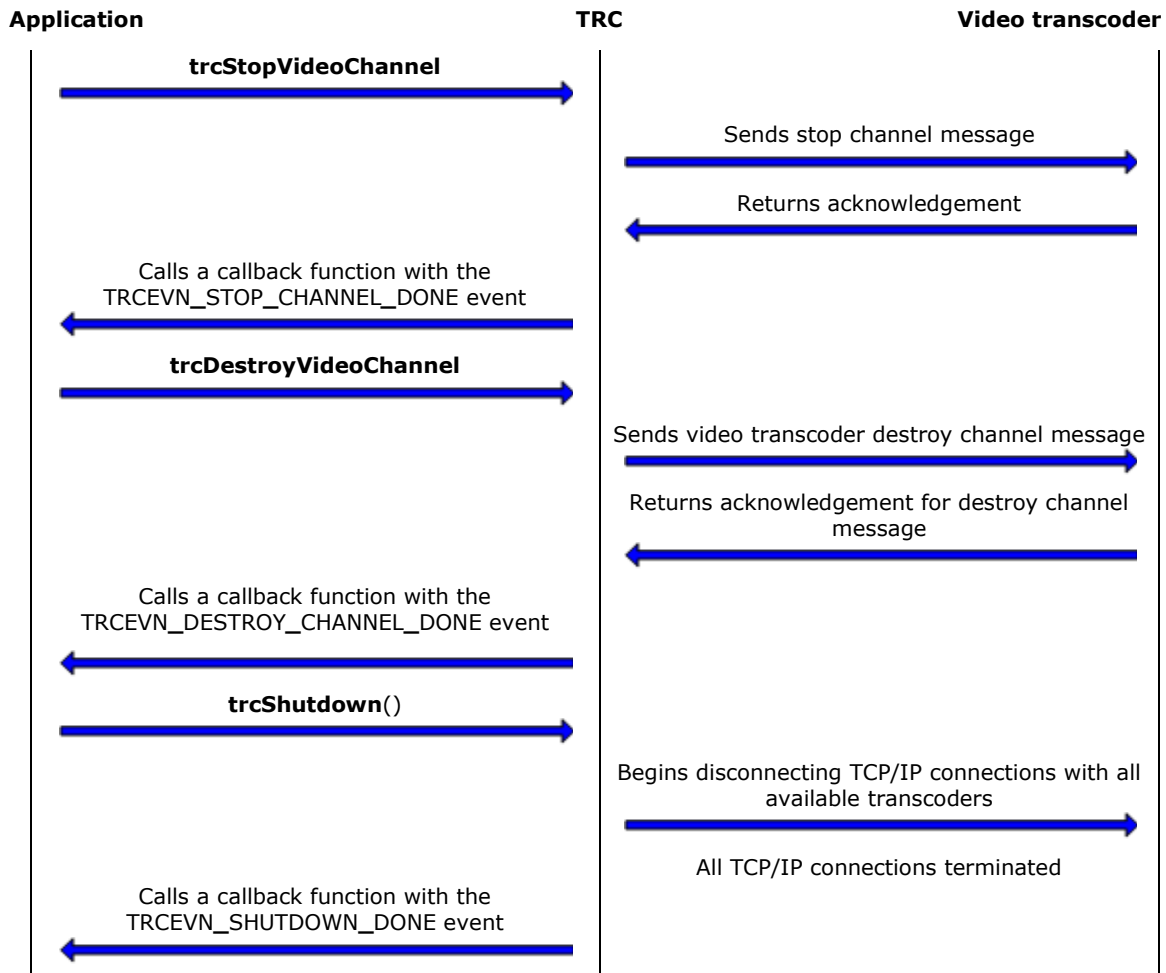 Application TRC Video transcoder
trcStopVideoChannel
Sends stop channel message
Returns acknowledgement
Calls a callback function with the
TRCEVN_STOP_CHANNEL_DONE event
trcDestroyVideoChannel
Sends video transcoder destroy channel message
Returns acknowledgement for destroy channel
message
Calls a callback function with the
TRCEVN_DESTROY_CHANNEL_DONE event
trcShutdown()
Begins disconnecting TCP/IP connections with all
available transcoders
All TCP/IP connections terminated
Calls a callback function with the
TRCEVN_SHUTDOWN_DONE event